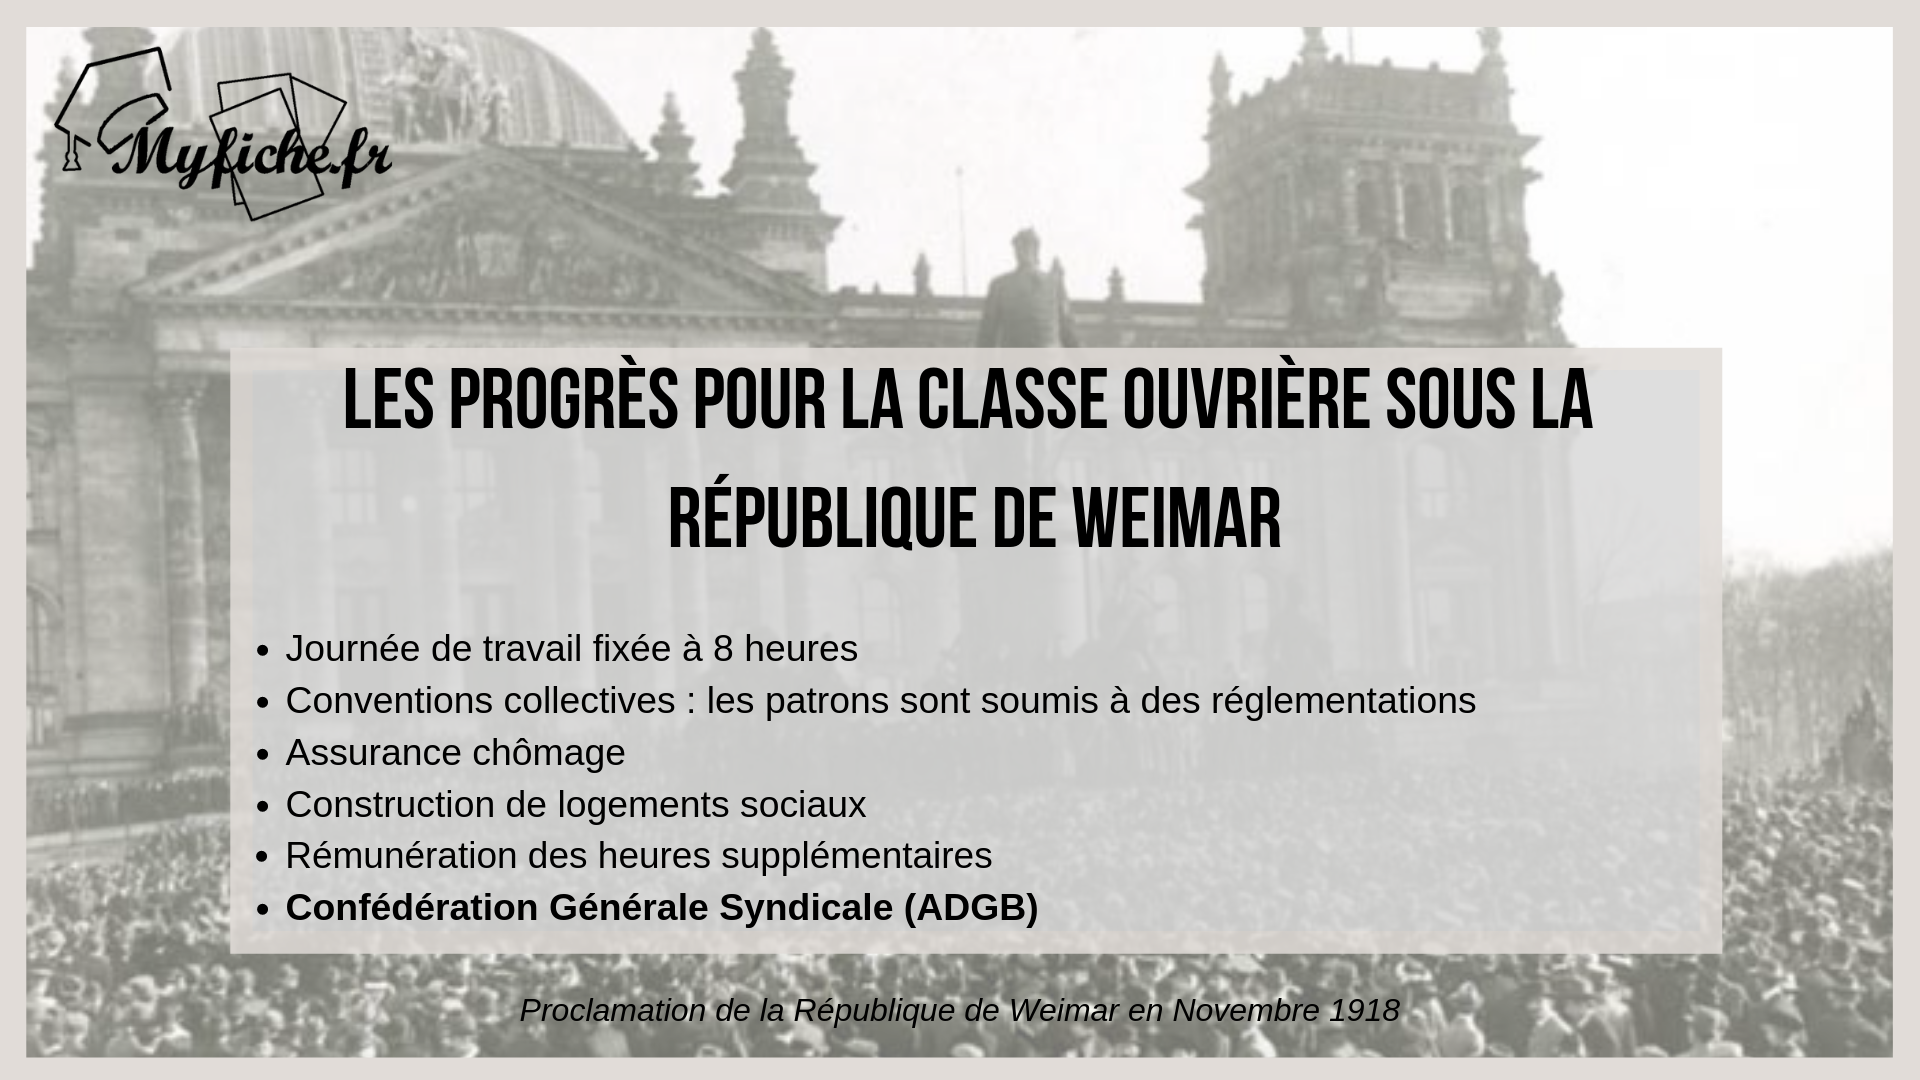 Myfiche.fr
LES PROGRÈS POUR LA CLASSE OUVRIÈRE SOUS LA
RÉPUBLIQUE DE WEIMAR
• Journée de travail fixée à 8 heures
• Conventions collectives : les patrons sont soumis à des réglementations
• Assurance chômage
• Construction de logements sociaux
• Rémunération des heures supplémentaires
• Confédération Générale Syndicale (ADGB)
Proclamation de la République de Weimar en Novembre 1918